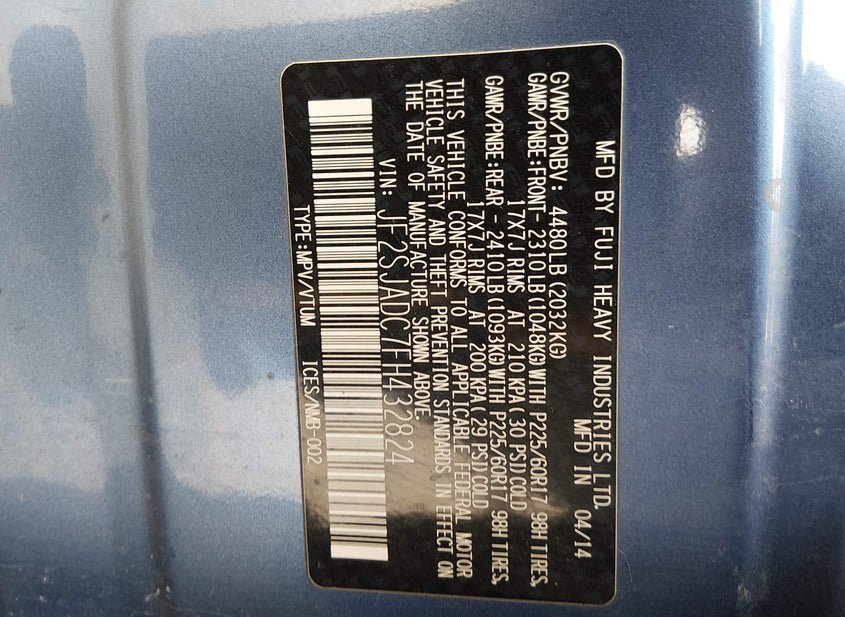 MFD BY FUJI HEAVY INDUSTRIES LTD.
MFD IN 04/14
GVWR/PNBV: 4480LB(2032KG)
GAWR/PNBE:FRONT- 2310LB(1048KG)WITH P225/60R17 98H TIRES,
17X7J RIMS AT 210 KPA( 30 PSI)COLD
GAWR/PNBE:REAR - 2410LB(1093KG)WITH P225/60R17 98H TIRES,
17X7J RIMS AT 200 KPA( 29 PSI)COLD
THIS VEHICLE CONFORMS TO ALL APPLICABLE FEDERAL MOTOR
VEHICLE SAFETY AND THEFT PREVENTION STANDARDS IN EFFECT ON
THE DATE OF MANUFACTURE SHOWN ABOVE.
VIN: JF2SJADC7FH432824
TYPE:MPV/VTUM ICES/NMB-002